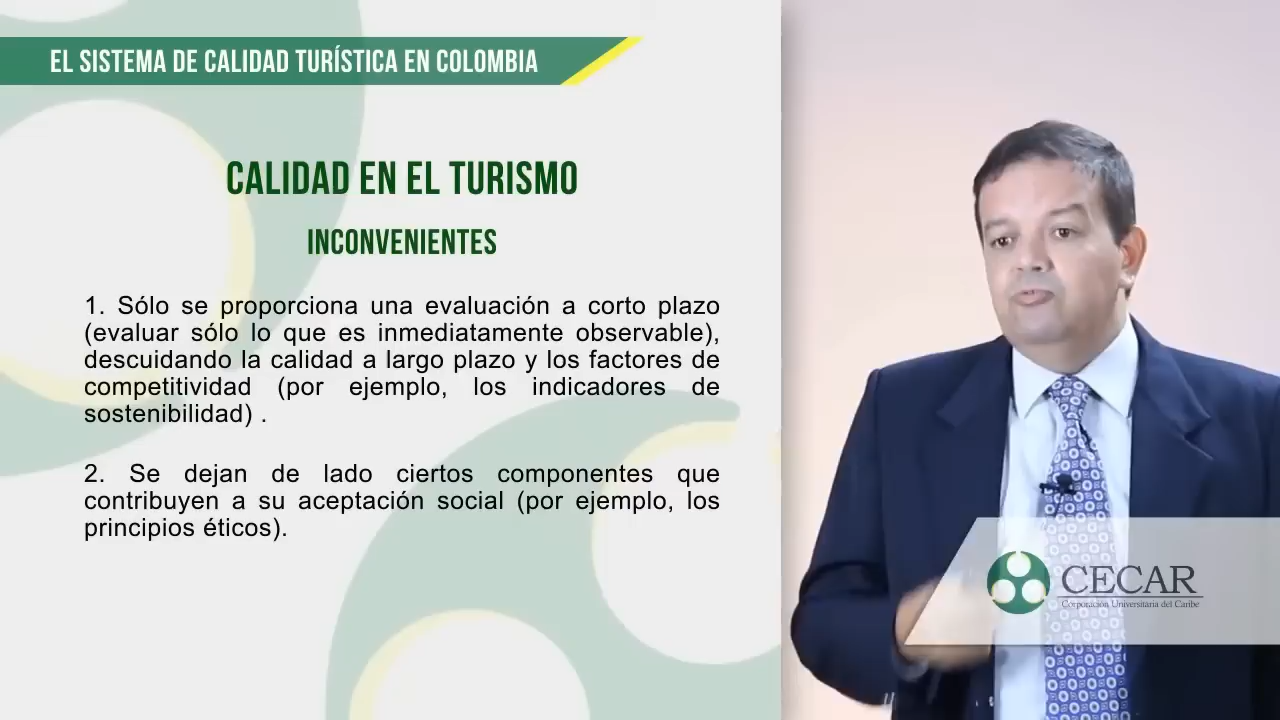 EL SISTEMA DE CALIDAD TURÍSTICA EN COLOMBIA
CALIDAD EN EL TURISMO
INCONVENIENTES
1. Sólo se proporciona una evaluación a corto plazo
(evaluar sólo lo que es inmediatamente observable),
descuidando la calidad a largo plazo y los factores de
competitividad (por ejemplo, los indicadores de
sostenibilidad) .
2. Se dejan de lado ciertos componentes que
contribuyen a su aceptación social (por ejemplo, los
principios éticos).
CECAR
Corporación Universitaria del Caribe